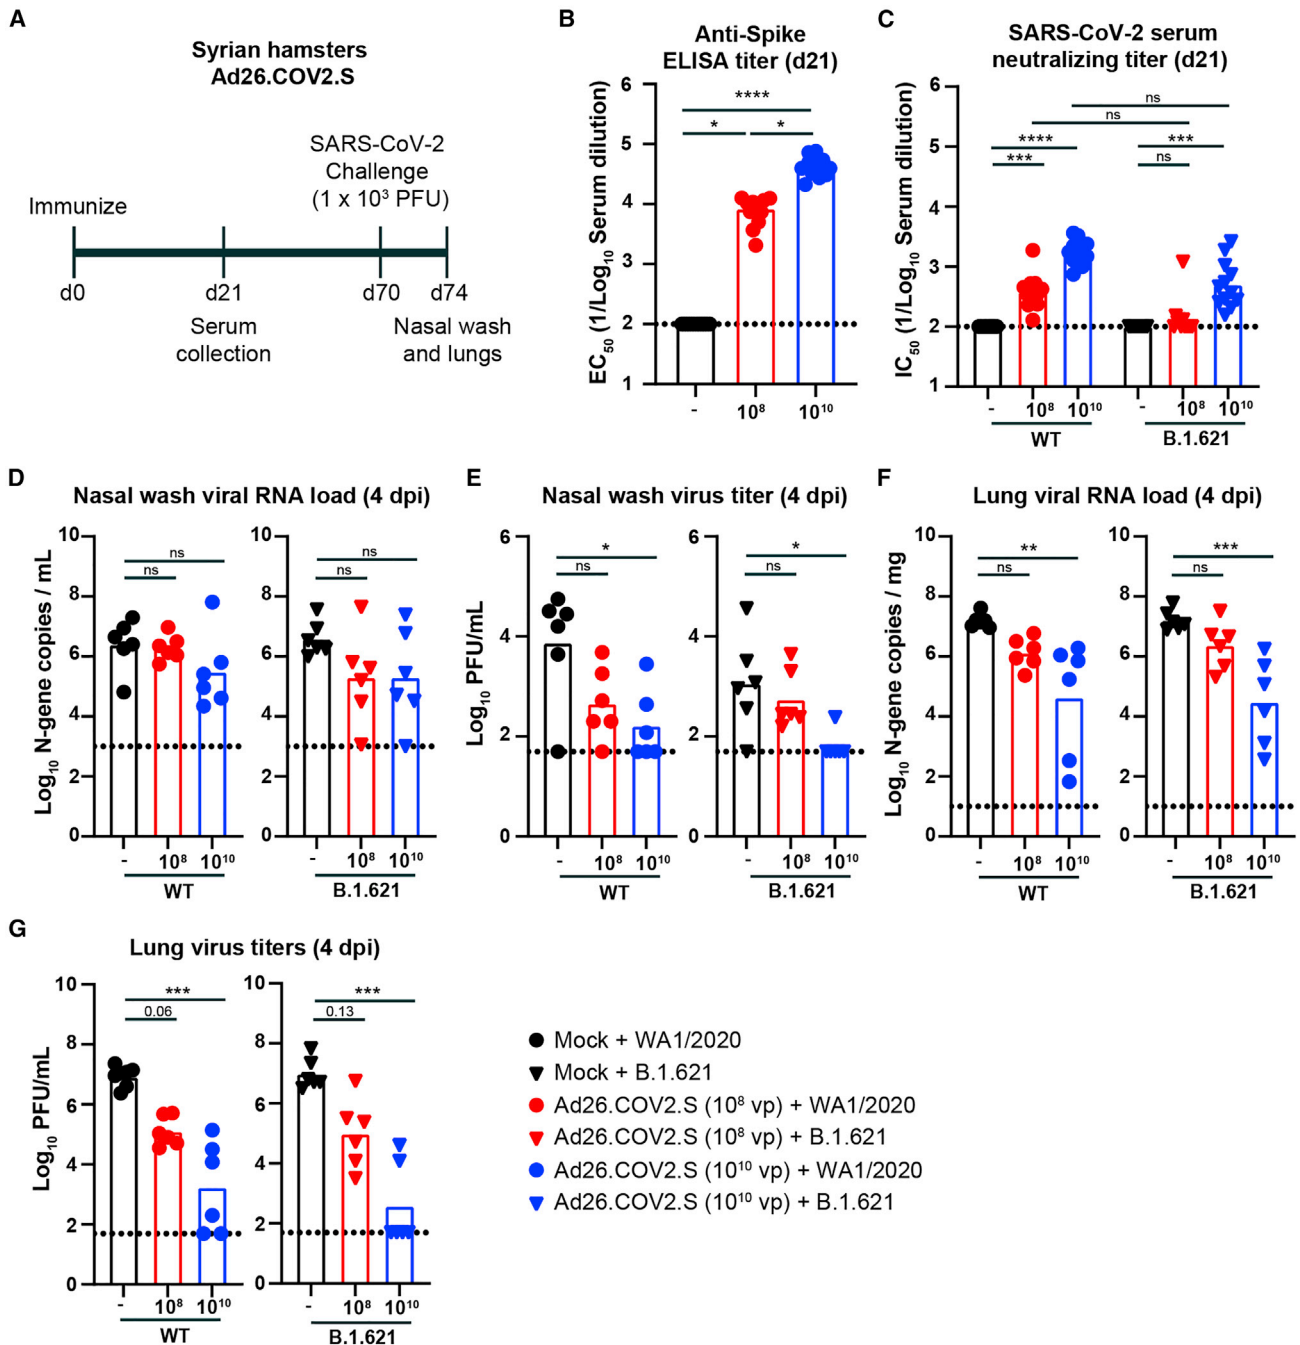 A
Syrian hamsters
Ad26.COV2.S
SARS-CoV-2
Challenge
(1 x 10³ PFU)
Immunize
d0
d21
d70
d74
Serum
collection
Nasal wash
and lungs
B
Anti-Spike
ELISA titer (d21)
EC₅₀ (1/Log₁₀ Serum dilution)
6
5
4
3
2
1
****
*
*
-
10⁸
10¹⁰
C
SARS-CoV-2 serum
neutralizing titer (d21)
IC₅₀ (1/Log₁₀ Serum dilution)
6
5
4
3
2
1
ns
ns
****
***
***
ns
-
10⁸
10¹⁰
-
10⁸
10¹⁰
WT
B.1.621
D
Nasal wash viral RNA load (4 dpi)
Log₁₀ N-gene copies / mL
10
8
6
4
2
0
ns
ns
-
10⁸
10¹⁰
WT
10
8
6
4
2
0
ns
ns
-
10⁸
10¹⁰
B.1.621
E
Nasal wash virus titer (4 dpi)
Log₁₀ PFU/mL
6
4
2
0
*
ns
-
10⁸
10¹⁰
WT
6
4
2
0
*
ns
-
10⁸
10¹⁰
B.1.621
F
Lung viral RNA load (4 dpi)
Log₁₀ N-gene copies / mg
10
8
6
4
2
0
**
ns
-
10⁸
10¹⁰
WT
10
8
6
4
2
0
***
ns
-
10⁸
10¹⁰
B.1.621
G
Lung virus titers (4 dpi)
Log₁₀ PFU/mL
10
8
6
4
2
0
***
0.06
-
10⁸
10¹⁰
WT
10
8
6
4
2
0
***
0.13
-
10⁸
10¹⁰
B.1.621
Mock + WA1/2020
Mock + B.1.621
Ad26.COV2.S (10⁸ vp) + WA1/2020
Ad26.COV2.S (10⁸ vp) + B.1.621
Ad26.COV2.S (10¹⁰ vp) + WA1/2020
Ad26.COV2.S (10¹⁰ vp) + B.1.621